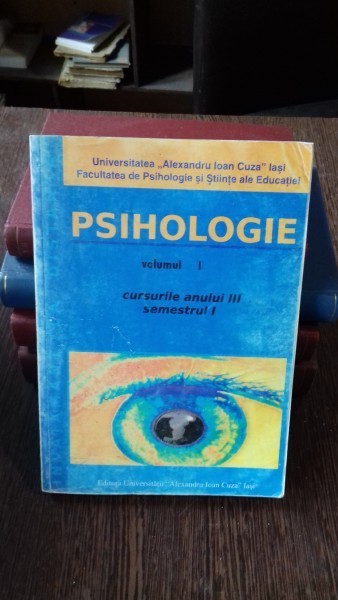 Universitatea „Alexandru Ioan Cuza” Iaşi
Facultatea de Psihologie şi Ştiinţe ale Educaţiei
PSIHOLOGIE
volumul I
cursurile anului III
semestrul I
Editura Universităţii "Alexandru Ioan Cuza" Iaşi